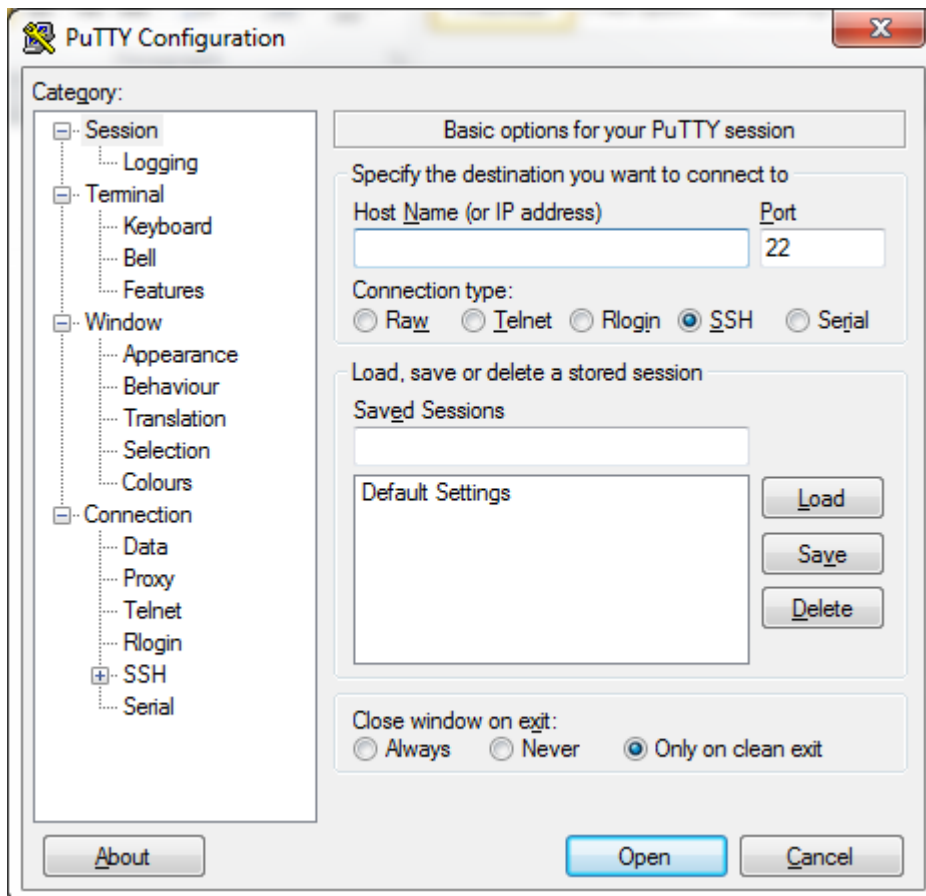 PuTTY Configuration
Category:
Session
Logging
Terminal
Keyboard
Bell
Features
Window
Appearance
Behaviour
Translation
Selection
Colours
Connection
Data
Proxy
Telnet
Rlogin
SSH
Serial
Basic options for your PuTTY session
Specify the destination you want to connect to
Host Name (or IP address) Port
22
Connection type:
Raw Telnet Rlogin SSH Serial
Load, save or delete a stored session
Saved Sessions
Default Settings
Load
Save
Delete
Close window on exit:
Always Never Only on clean exit
About Open Cancel